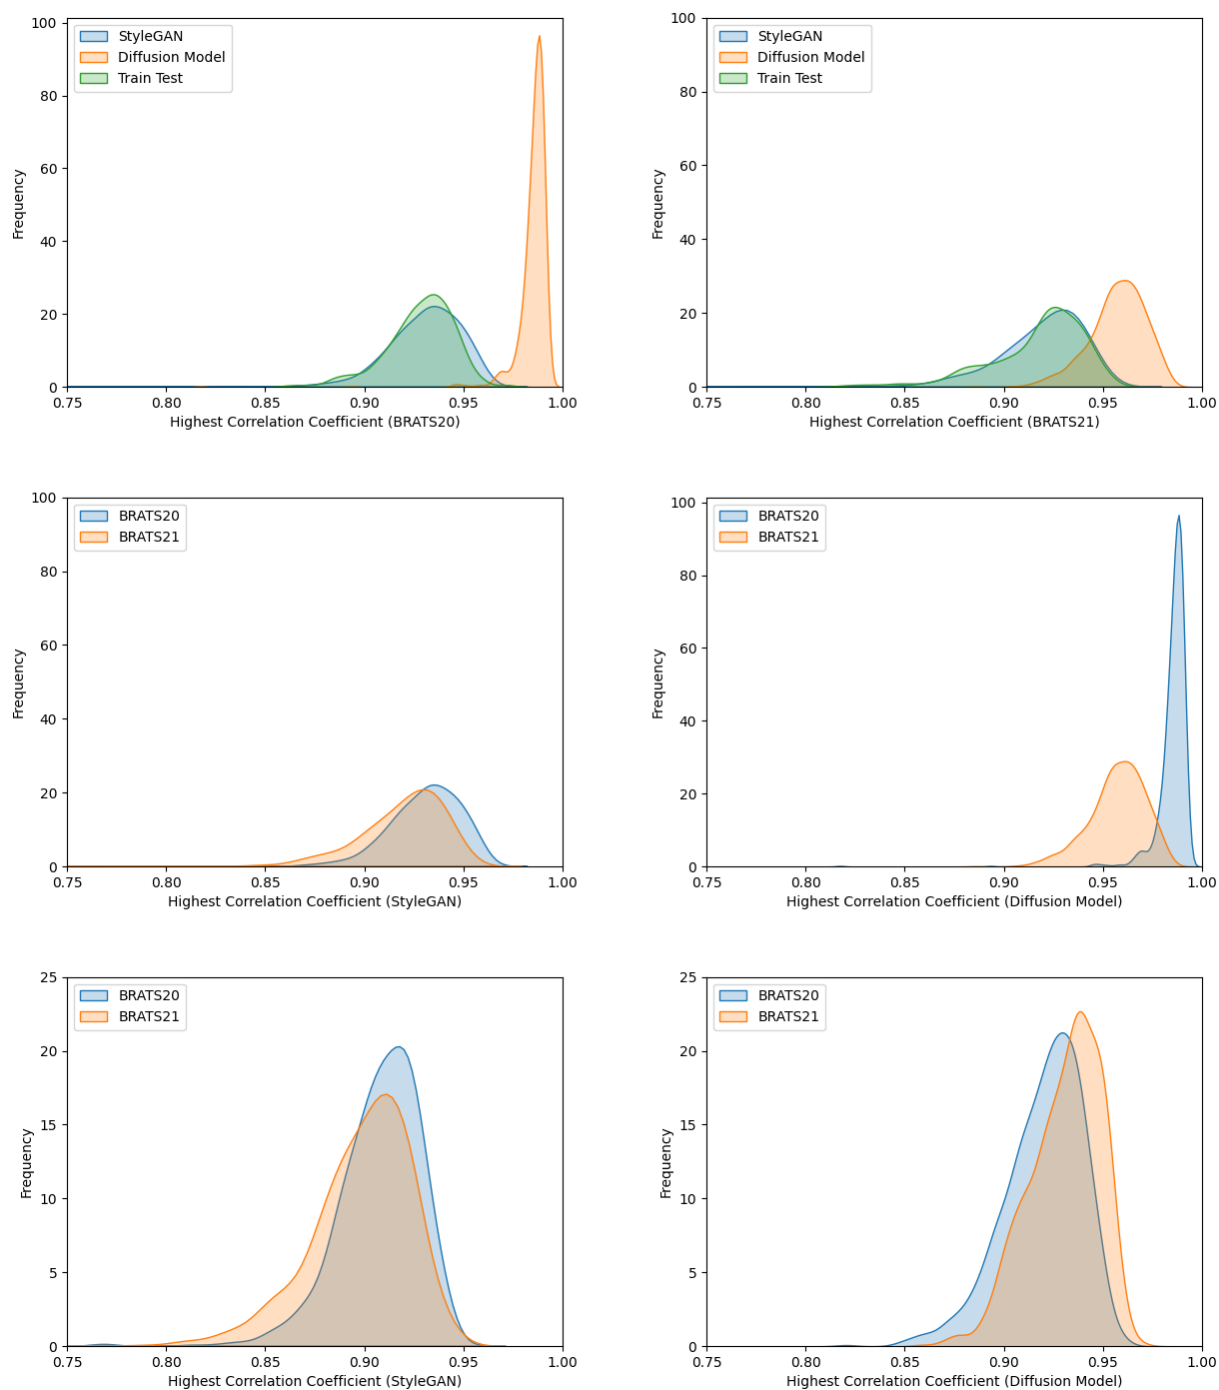 StyleGAN
Diffusion Model
Train Test
100
80
60
40
20
0
Frequency
0.75 0.80 0.85 0.90 0.95 1.00
Highest Correlation Coefficient (BRATS20)
StyleGAN
Diffusion Model
Train Test
100
80
60
40
20
0
Frequency
0.75 0.80 0.85 0.90 0.95 1.00
Highest Correlation Coefficient (BRATS21)
BRATS20
BRATS21
100
80
60
40
20
0
Frequency
0.75 0.80 0.85 0.90 0.95 1.00
Highest Correlation Coefficient (StyleGAN)
BRATS20
BRATS21
100
80
60
40
20
0
Frequency
0.75 0.80 0.85 0.90 0.95 1.00
Highest Correlation Coefficient (Diffusion Model)
BRATS20
BRATS21
25
20
15
10
5
0
Frequency
0.75 0.80 0.85 0.90 0.95 1.00
Highest Correlation Coefficient (StyleGAN)
BRATS20
BRATS21
25
20
15
10
5
0
Frequency
0.75 0.80 0.85 0.90 0.95 1.00
Highest Correlation Coefficient (Diffusion Model)